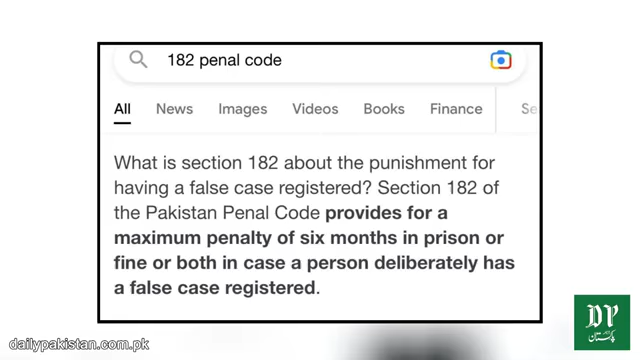 182 penal code
All News Images Videos Books Finance Se
What is section 182 about the punishment for
having a false case registered? Section 182 of
the Pakistan Penal Code provides for a
maximum penalty of six months in prison or
fine or both in case a person deliberately has
a false case registered.
DP
پاکستان
dailypakistan.com.pk